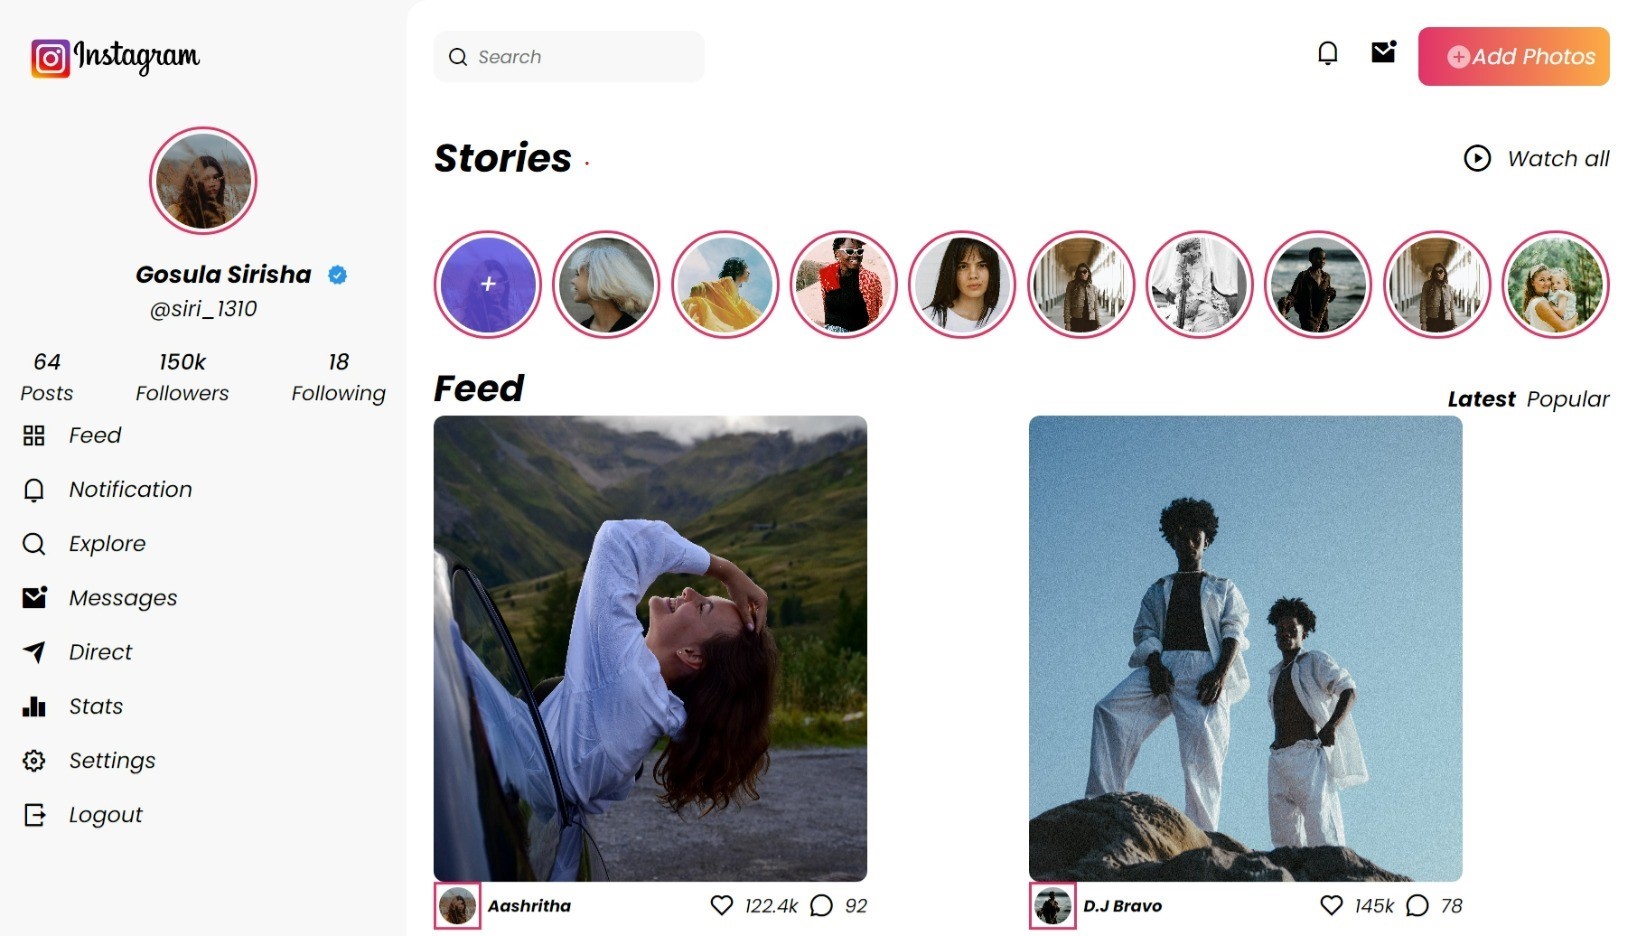 Instagram
Search
Add Photos
Stories
Watch all
Gosula Sirisha
@siri_1310
64
Posts
150k
Followers
18
Following
Feed
Notification
Explore
Messages
Direct
Stats
Settings
Logout
Feed
Latest Popular
Aashritha 122.4k 92
D.J Bravo 145k 78